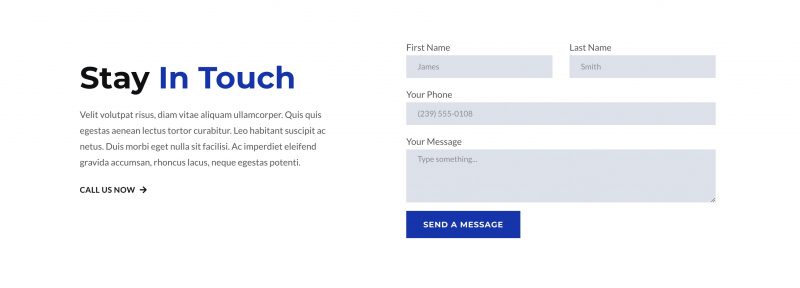 Stay In Touch
Velit volutpat risus, diam vitae aliquam ullamcorper. Quis quis
egestas aenean lectus tortor curabitur. Leo habitant suscipit ac
netus. Duis morbi eget nulla sit facilisi. Ac imperdiet eleifend
gravida accumsan, rhoncus lacus, neque egestas potenti.
CALL US NOW →
First Name
Last Name
James
Smith
Your Phone
(239) 555-0108
Your Message
Type something...
SEND A MESSAGE